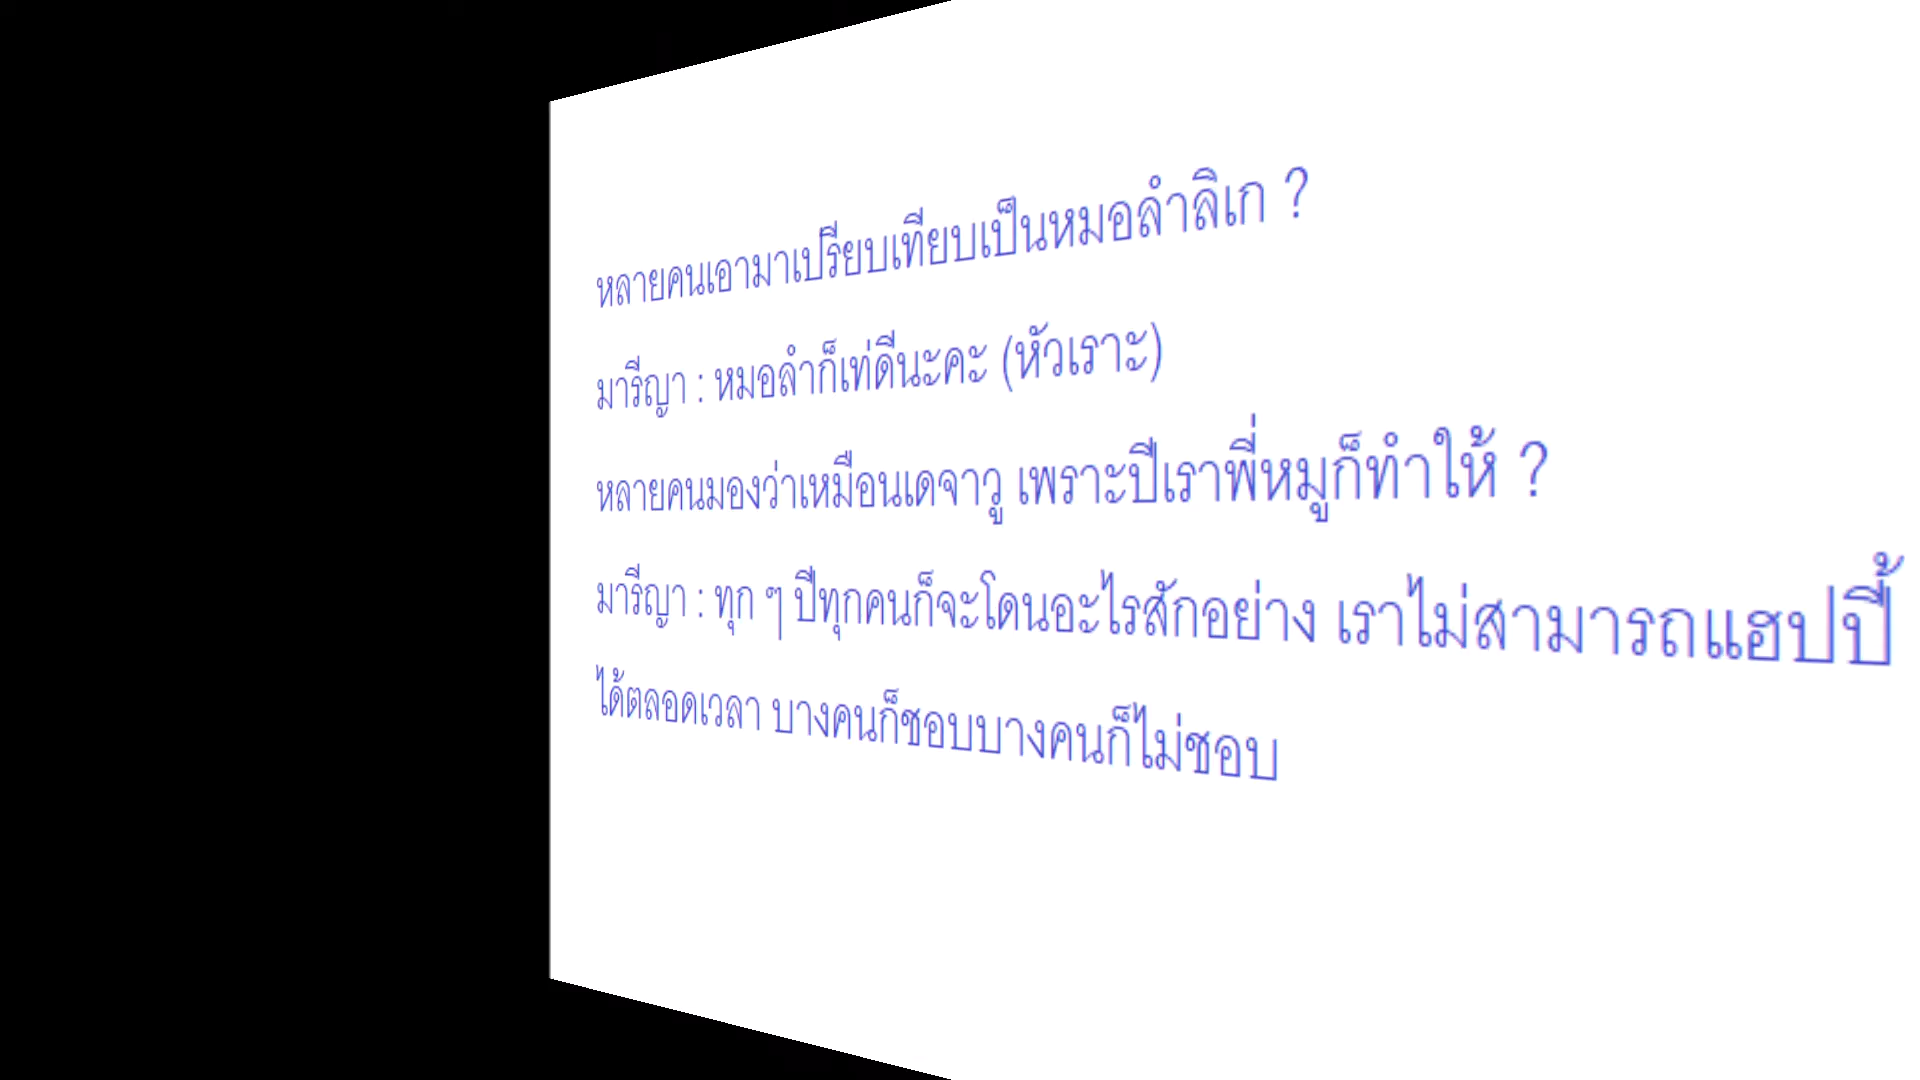 หลายคนเอามาเปรียบเทียบเป็นหมอลำลิเก ?
มารีญา : หมอลำก็เท่ดีนะคะ (หัวเราะ)
หลายคนมองว่าเหมือนเดจาวู เพราะปีเราพี่หมูก็ทำให้ ?
มารีญา : ทุก ๆ ปีทุกคนก็จะโดนอะไรสักอย่าง เราไม่สามารถแฮปปี้
ได้ตลอดเวลา บางคนก็ชอบบางคนก็ไม่ชอบ